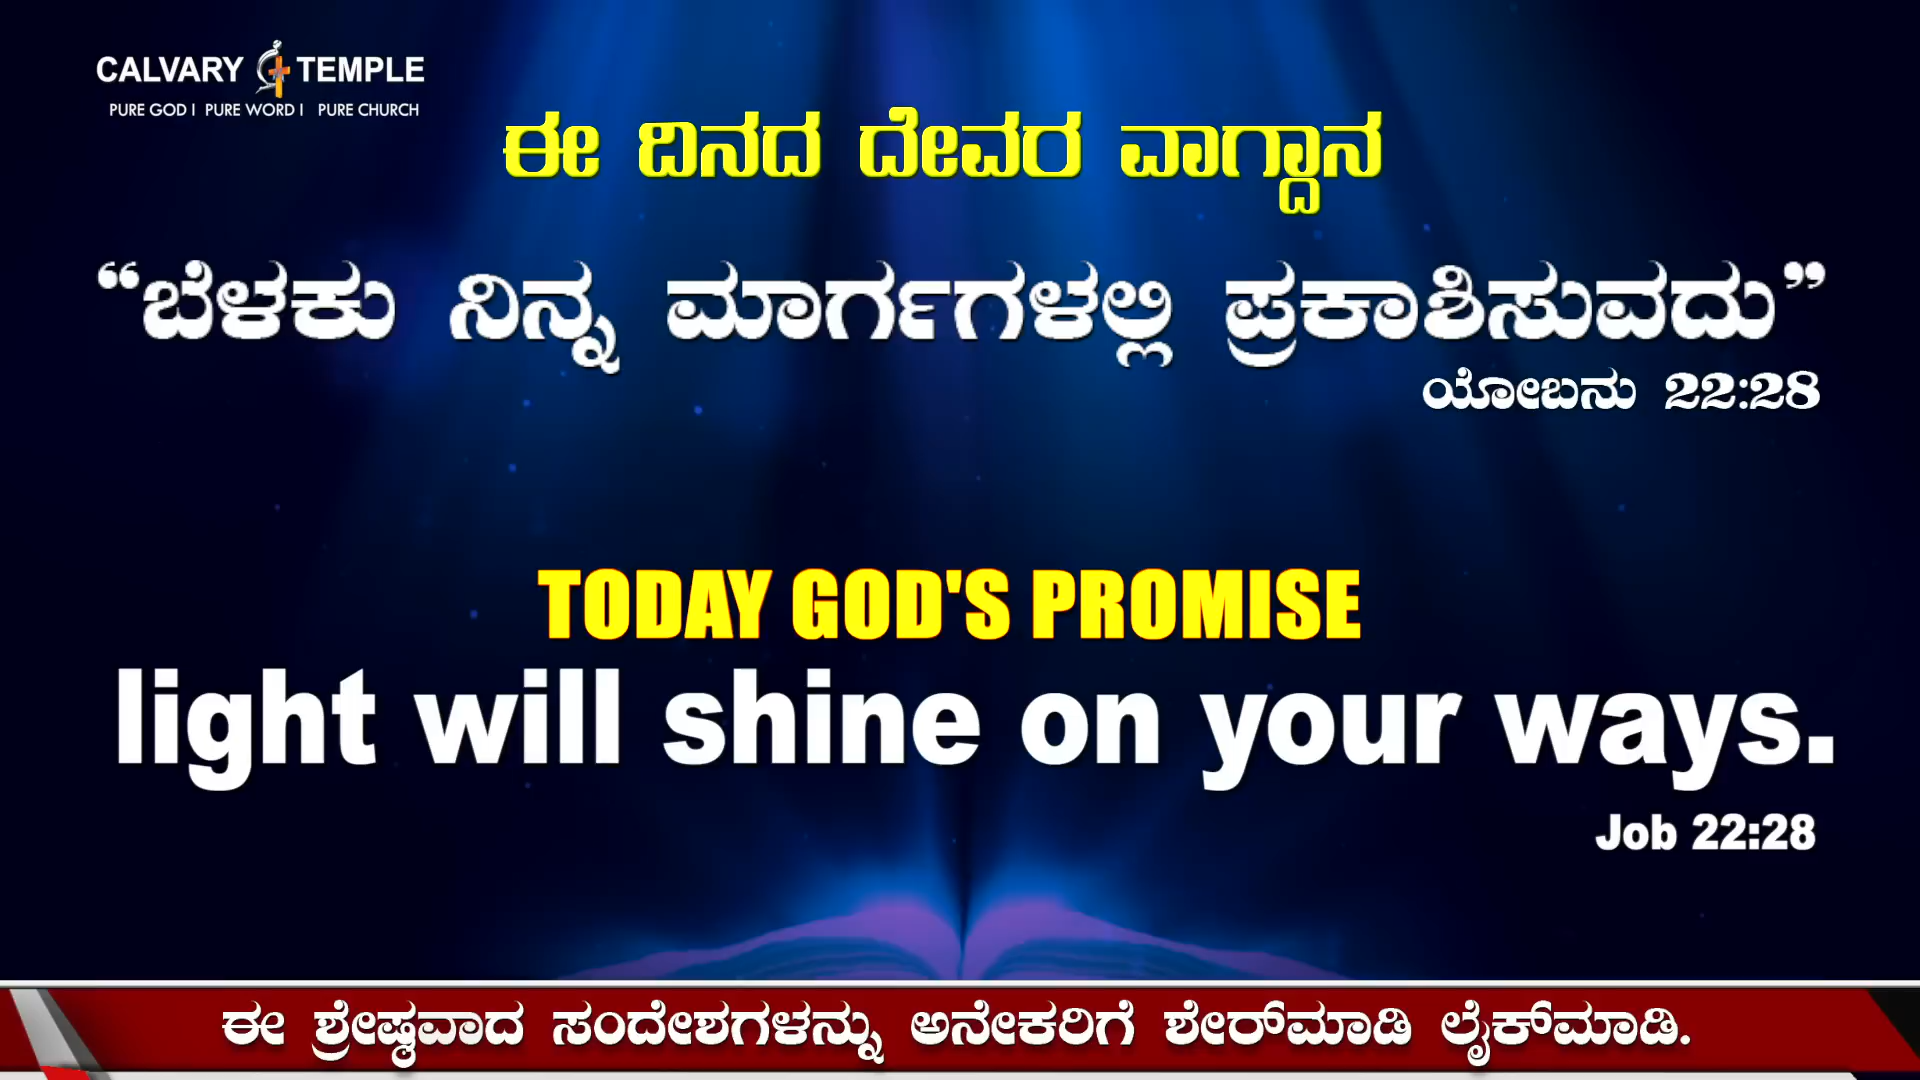 CALVARY TEMPLE
PURE GOD I PURE WORD I PURE CHURCH
ಈ ದಿನದ ದೇವರ ವಾಗ್ದಾನ
“ಬೆಳಕು ನಿನ್ನ ಮಾರ್ಗಗಳಲ್ಲಿ ಪ್ರಕಾಶಿಸುವದು”
ಯೋಬನು 22:28
TODAY GOD'S PROMISE
light will shine on your ways.
Job 22:28
ಈ ಶ್ರೇಷ್ಠವಾದ ಸಂದೇಶಗಳನ್ನು ಅನೇಕರಿಗೆ ಶೇರ್‌ಮಾಡಿ ಲೈಕ್‌ಮಾಡಿ.